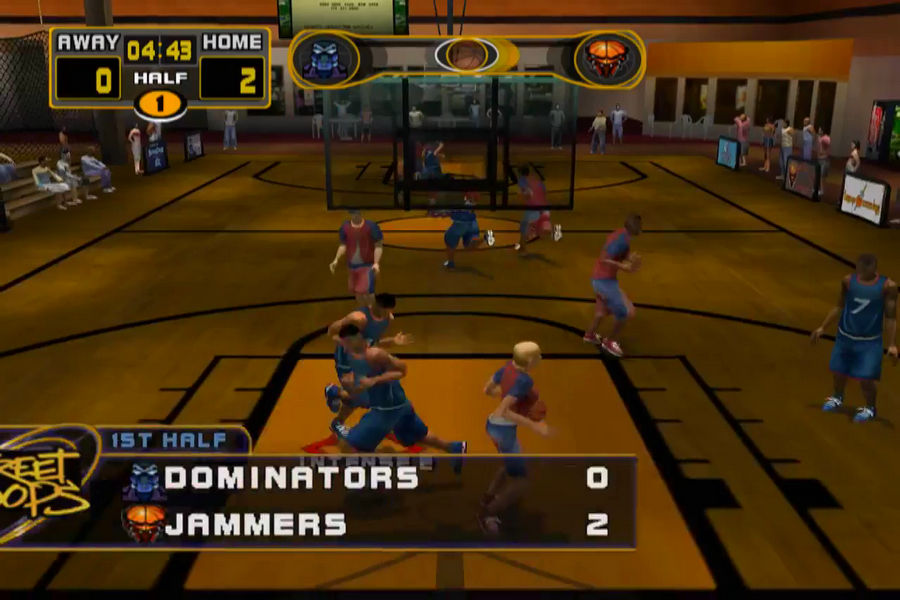 AWAY
04:43
HOME
0
HALF
2
1
7
1ST HALF
DOMINATORS 0
JAMMERS 2